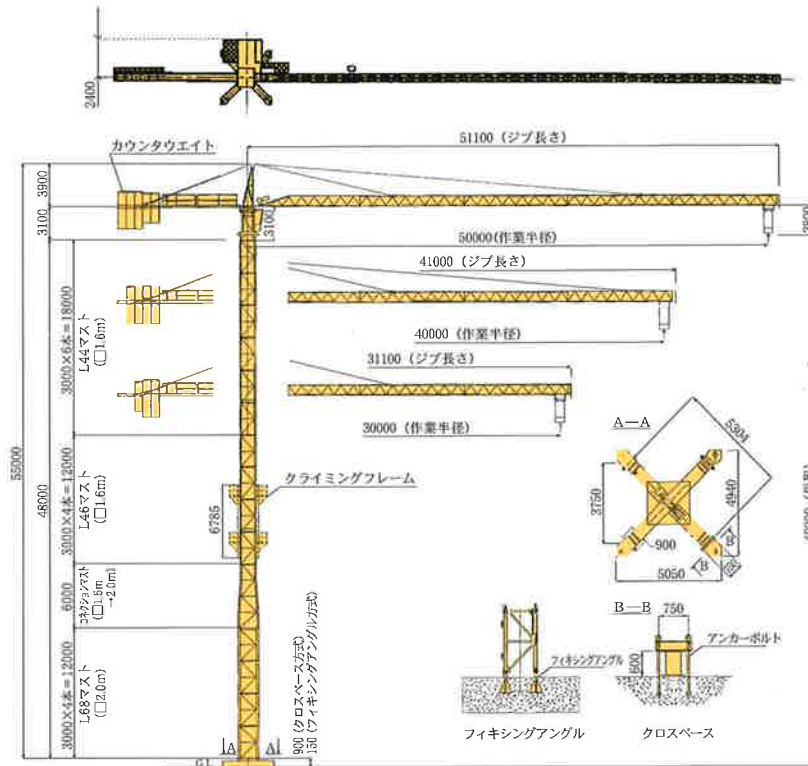 2400
51100 (ジブ長さ)
カウンタウエイト
3900
3100
3100
50000(作業半径)
41000 (ジブ長さ)
40000 (作業半径)
31100 (ジブ長さ)
30000 (作業半径)
55000
48000
3000×6本=18000
L44マスト
(□1.6m)
3000×4本=12000
L46マスト
(□1.6m)
6000
コネクションマスト
(□1.6m
→2.0m)
3000×4本=12000
L68マスト
(□2.0m)
クライミングフレーム
6785
A—A
5304
3750
4940
900
B
B
5050
B—B
750
アンカーボルト
600
フィキシングアングル
フィキシングアングル
クロスベース
900 (クロスベース方式)
150 (フィキシングアングル方式)
A
A
G.L